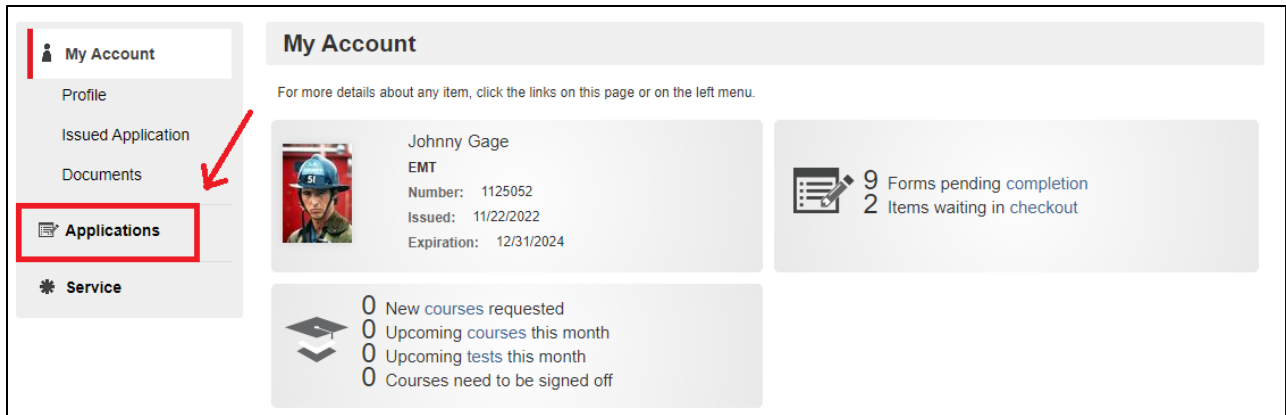 My Account
Profile
Issued Application
Documents
Applications
Service
My Account
For more details about any item, click the links on this page or on the left menu.
Johnny Gage
EMT
Number: 1125052
Issued: 11/22/2022
Expiration: 12/31/2024
9 Forms pending completion
2 Items waiting in checkout
0 New courses requested
0 Upcoming courses this month
0 Upcoming tests this month
0 Courses need to be signed off
51